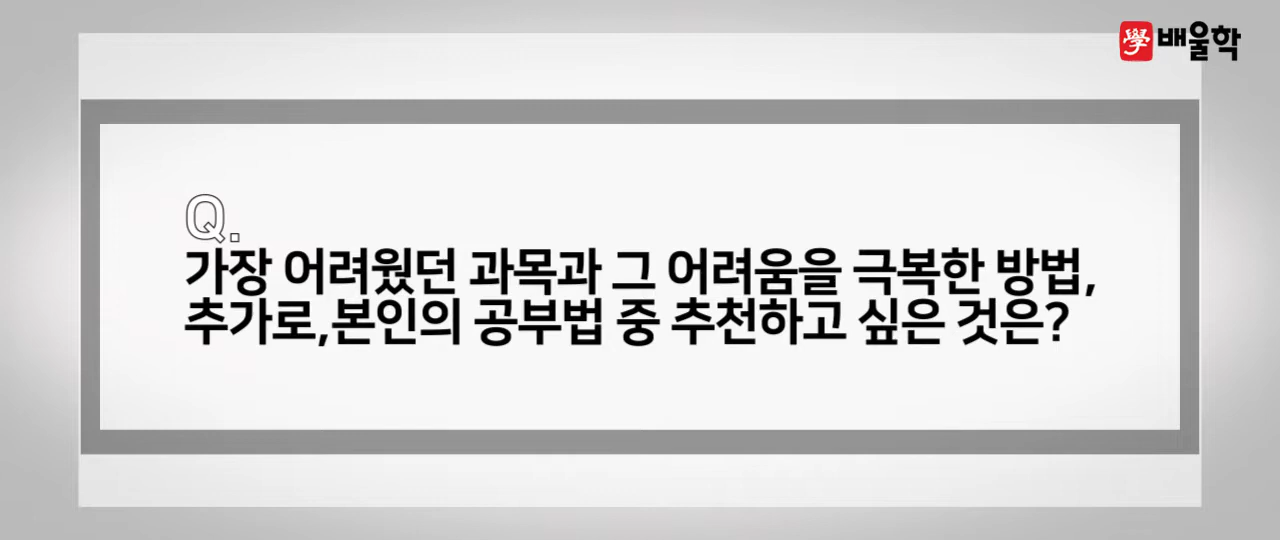 學 배울학
Q.
가장 어려웠던 과목과 그 어려움을 극복한 방법,
추가로,본인의 공부법 중 추천하고 싶은 것은?